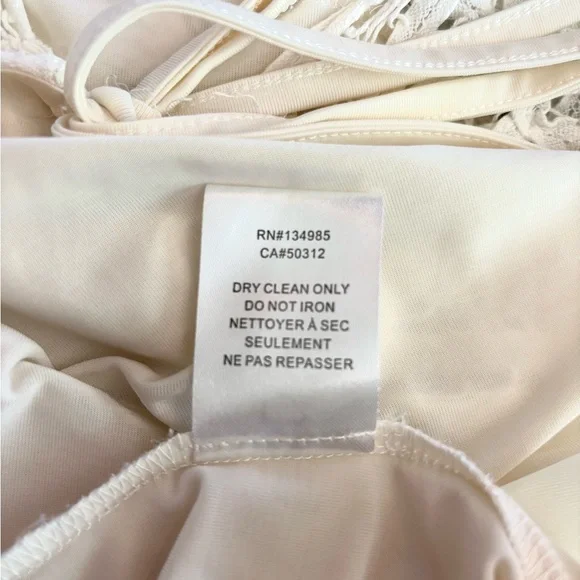 RN#134985
CA#50312
DRY CLEAN ONLY
DO NOT IRON
NETTOYER À SEC
SEULEMENT
NE PAS REPASSER